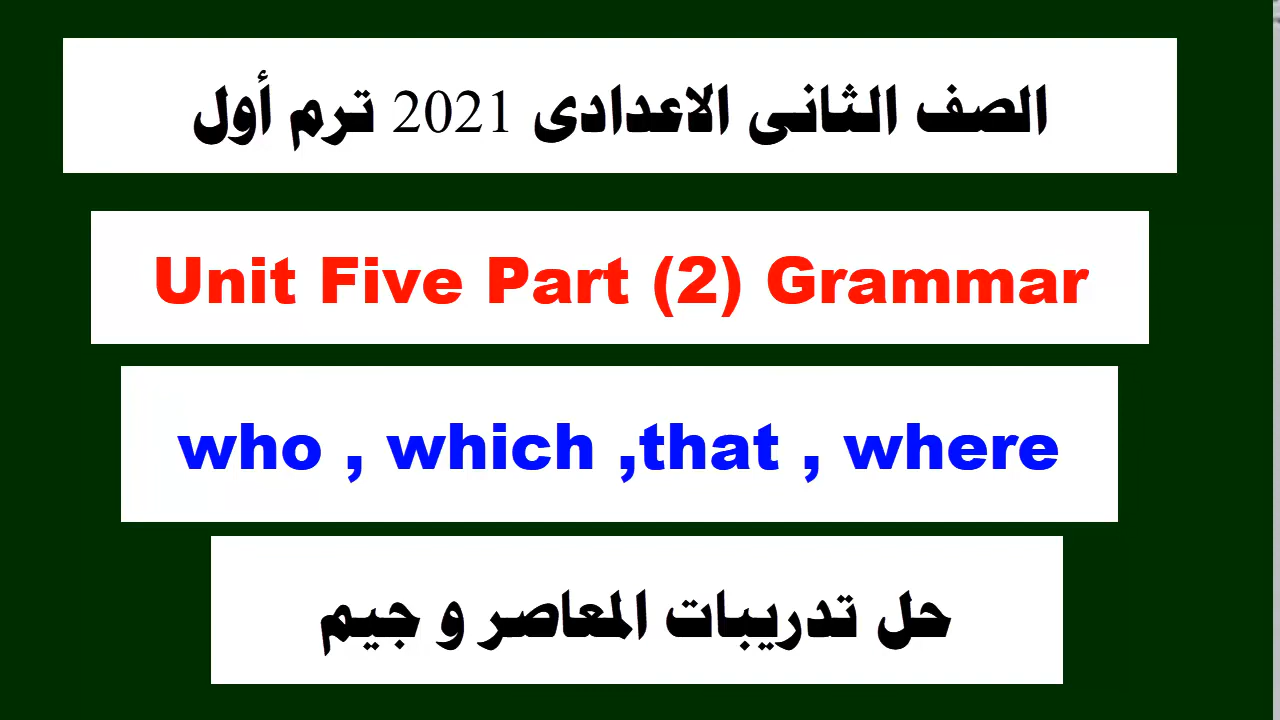 الصف الثانى الاعدادى 2021 ترم أول
Unit Five Part (2) Grammar
who , which ,that , where
حل تدريبات المعاصر و جيم